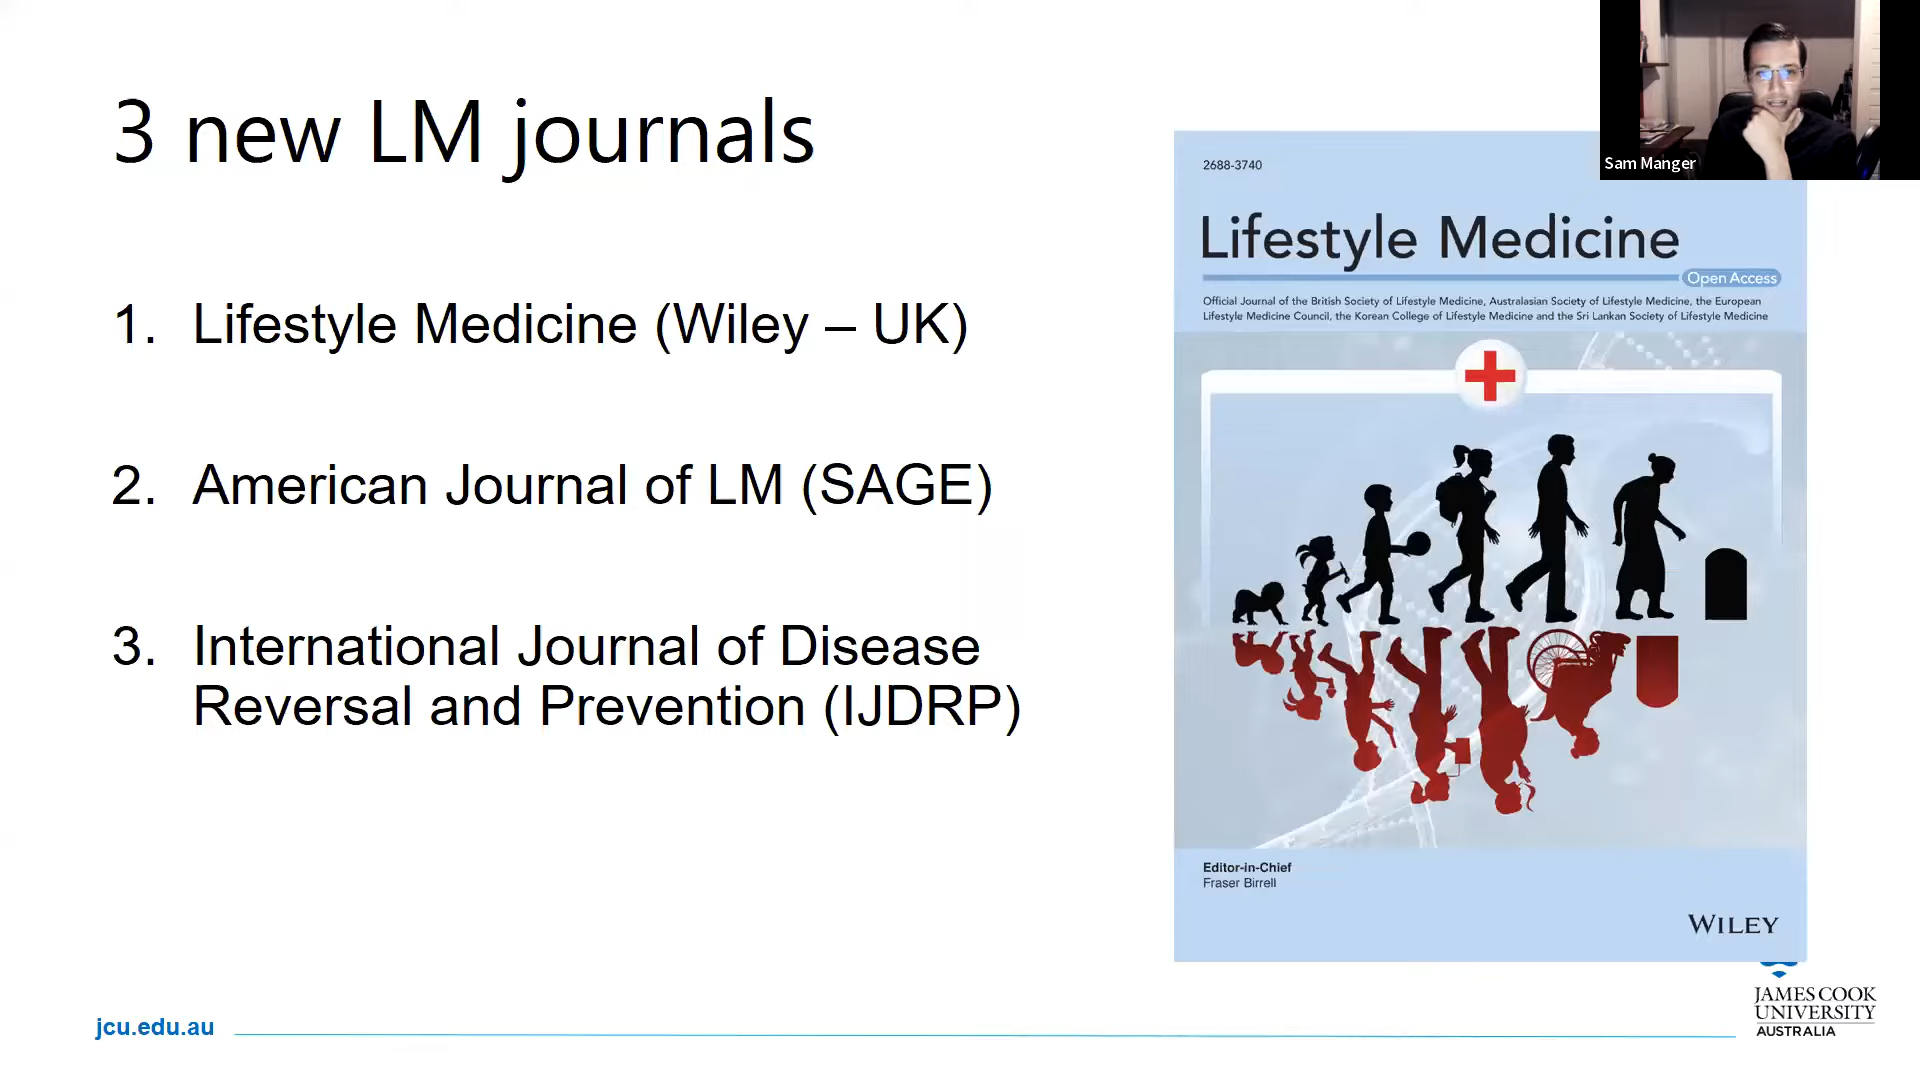 3 new LM journals
1. Lifestyle Medicine (Wiley – UK)
2. American Journal of LM (SAGE)
3. International Journal of Disease
Reversal and Prevention (IJDRP)
Sam Manger
2688-3740
Lifestyle Medicine
Open Access
Official Journal of the British Society of Lifestyle Medicine, Australasian Society of Lifestyle Medicine, the European
Lifestyle Medicine Council, the Korean College of Lifestyle Medicine and the Sri Lankan Society of Lifestyle Medicine
Editor-in-Chief
Fraser Birrell
WILEY
jcu.edu.au
JAMES COOK
UNIVERSITY
AUSTRALIA